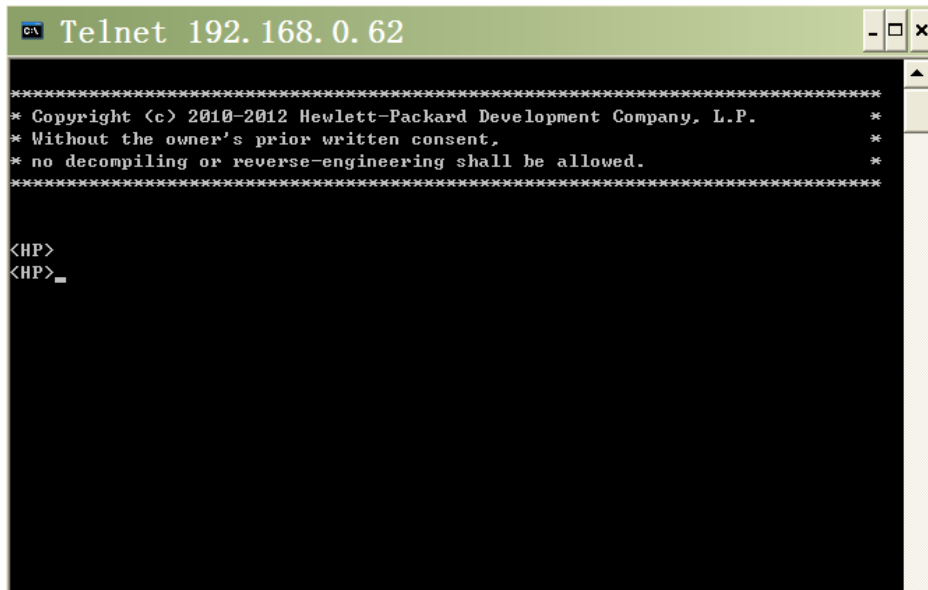 Telnet 192.168.0.62
*******************************************************************************
* Copyright (c) 2010-2012 Hewlett-Packard Development Company, L.P. *
* Without the owner's prior written consent, *
* no decompiling or reverse-engineering shall be allowed. *
*******************************************************************************
<HP>
<HP>_